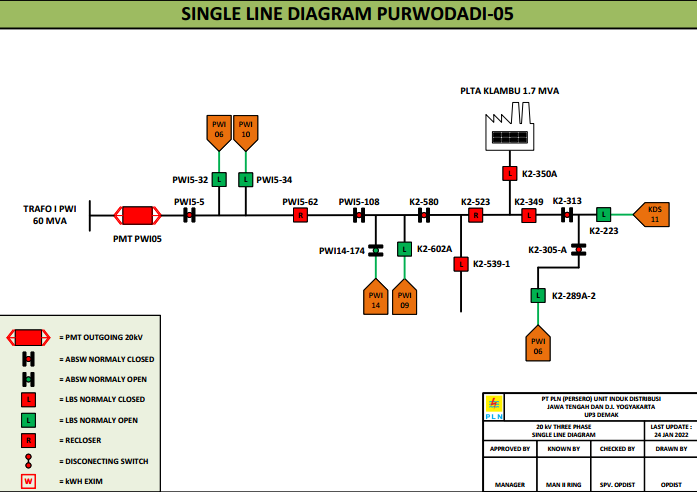 SINGLE LINE DIAGRAM PURWODADI-05
PLTA KLAMBU 1.7 MVA
PWI
06
PWI
10
PWI5-32
L
L
PWI5-34
L
K2-350A
TRAFO I PWI
60 MVA
PMT PWI05
PWI5-5
PWI5-62
R
PWI5-108
K2-580
K2-523
R
K2-349
L
K2-313
L
K2-223
KDS
11
PWI14-174
L
K2-602A
L
K2-539-1
K2-305-A
PWI
14
PWI
09
L
K2-289A-2
PWI
06
= PMT OUTGOING 20kV
= ABSW NORMALY CLOSED
= ABSW NORMALY OPEN
L = LBS NORMALY CLOSED
L = LBS NORMALY OPEN
R = RECLOSER
= DISCONECTING SWITCH
W = kWH EXIM
PLN
PT PLN (PERSERO) UNIT INDUK DISTRIBUSI
JAWA TENGAH DAN D.I. YOGYAKARTA
UP3 DEMAK
20 kV THREE PHASE
SINGLE LINE DIAGRAM
LAST UPDATE :
24 JAN 2022
APPROVED BY KNOWN BY CHECKED BY DRAWN BY
MANAGER MAN II RING SPV. OPDIST OPDIST